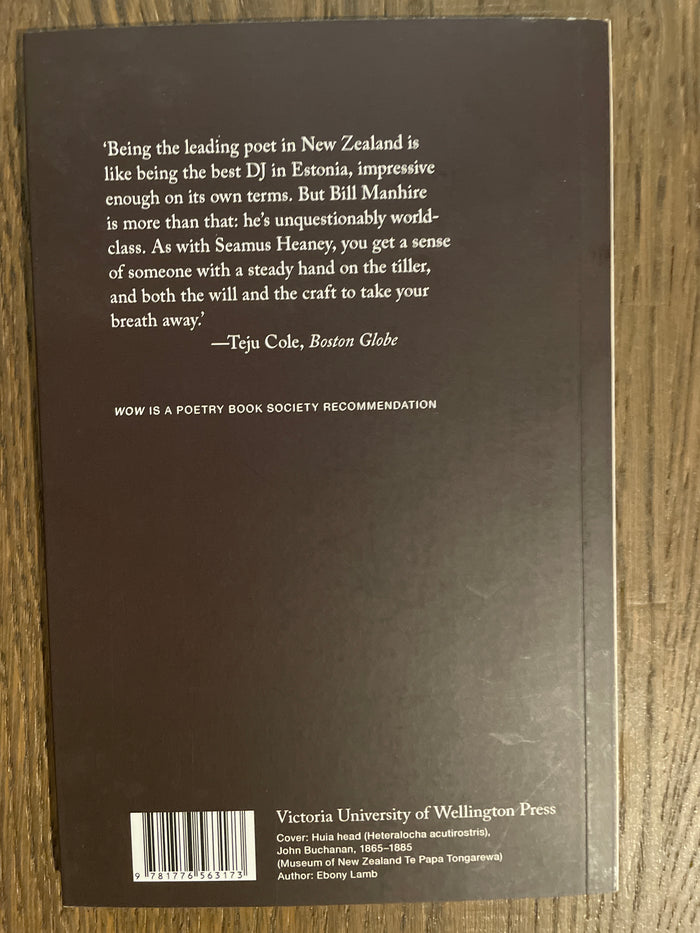 ‘Being the leading poet in New Zealand is
like being the best DJ in Estonia, impressive
enough on its own terms. But Bill Manhire
is more than that: he’s unquestionably world-
class. As with Seamus Heaney, you get a sense
of someone with a steady hand on the tiller,
and both the will and the craft to take your
breath away.’
—Teju Cole, Boston Globe
WOW IS A POETRY BOOK SOCIETY RECOMMENDATION
Victoria University of Wellington Press
Cover: Huia head (Heteralocha acutirostris),
John Buchanan, 1865–1885
(Museum of New Zealand Te Papa Tongarewa)
Author: Ebony Lamb
9 781776 563173